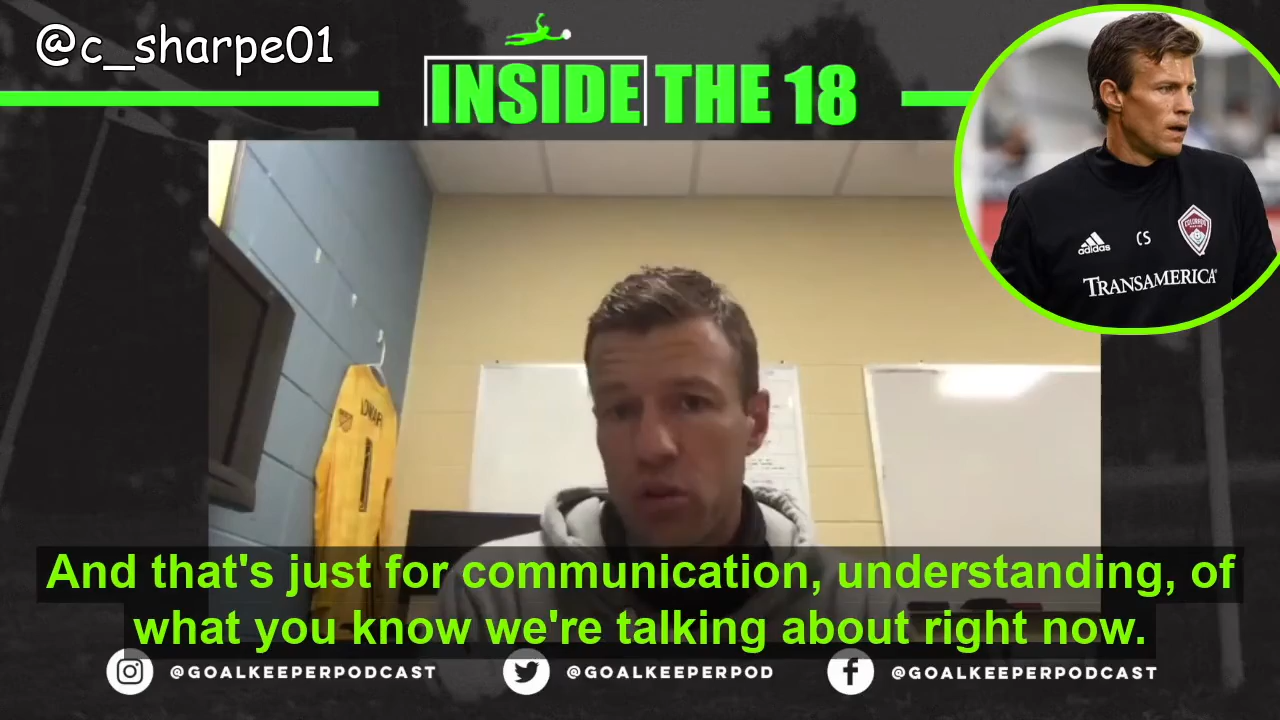 @c_sharpe01
INSIDE THE 18
adidas
CS
TRANSAMERICA
And that's just for communication, understanding, of
what you know we're talking about right now.
@GOALKEEPERPODCAST
@GOALKEEPERPOD
@GOALKEEPERPODCAST